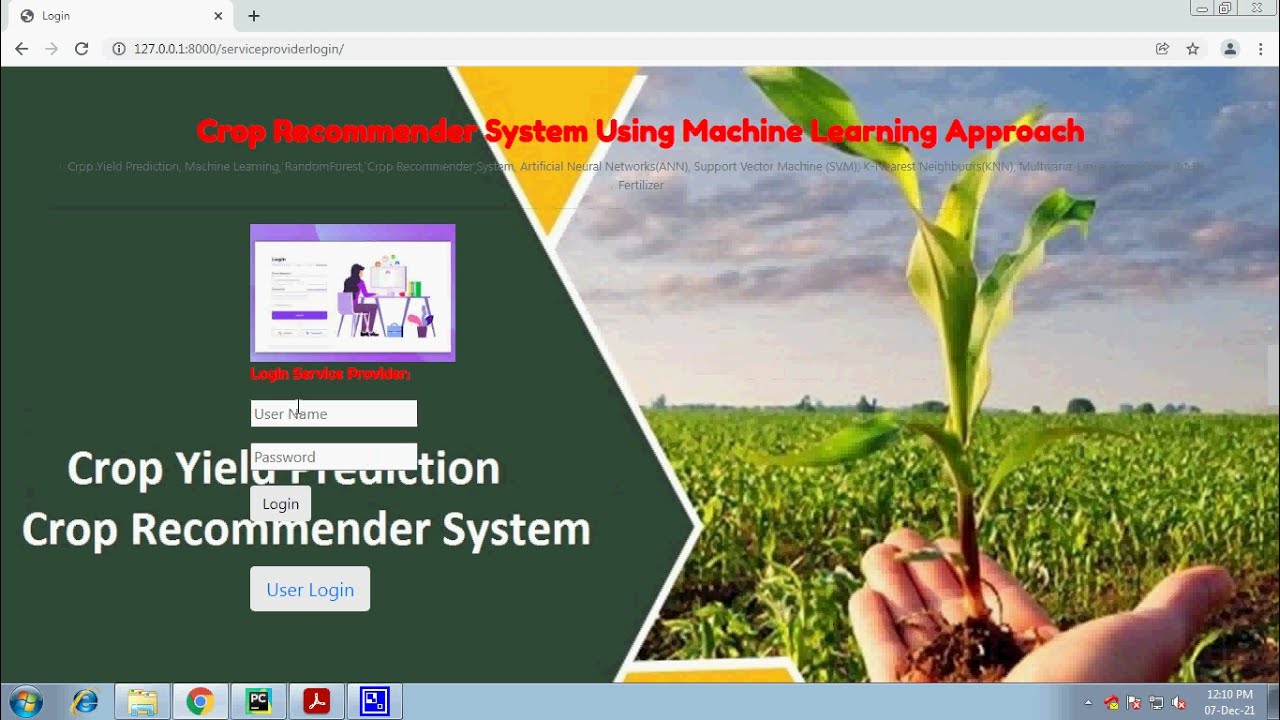 Login
127.0.0.1:8000/serviceproviderlogin/
Crop Recommender System Using Machine Learning Approach
Crop Yield Prediction, Machine Learning, RandomForest, Crop Recommender System, Artificial Neural Networks(ANN), Support Vector Machine (SVM), K-Nearest Neighbours(KNN),
Fertilizer
Login
Login Service Provider:
User Name
Password
Crop Yield Prediction
Login
Crop Recommender System
User Login
PC
12:10 PM
07-Dec-21